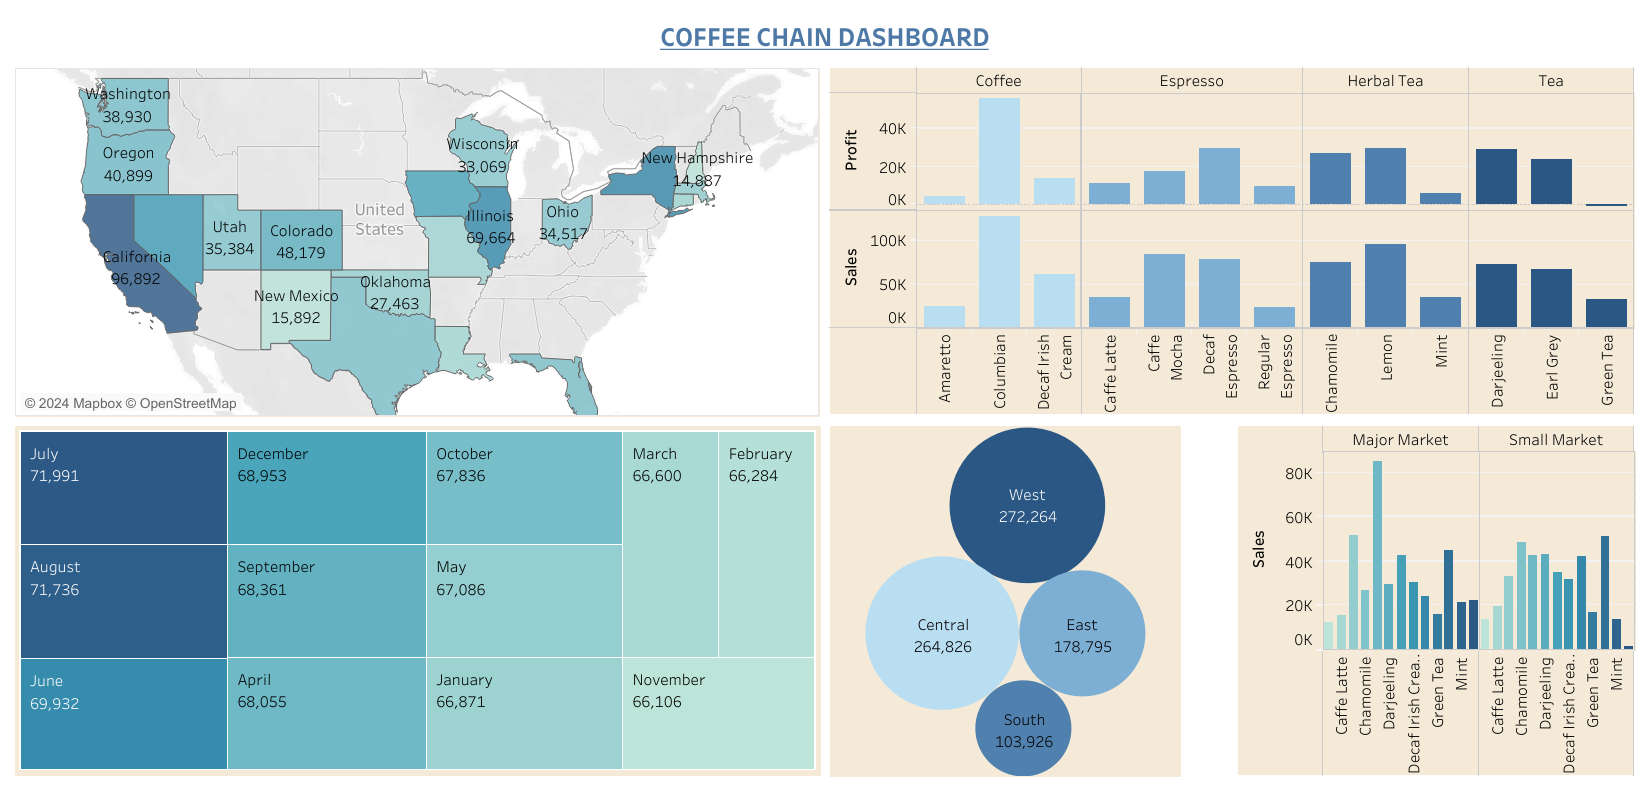 COFFEE CHAIN DASHBOARD
Washington
38,930
Oregon
40,899
California
96,892
Utah
35,384
Colorado
48,179
New Mexico
15,892
Oklahoma
27,463
United
States
Wisconsin
33,069
Illinois
69,664
Ohio
34,517
New Hampshire
14,887
© 2024 Mapbox © OpenStreetMap
Coffee
Espresso
Herbal Tea
Tea
Profit
40K
20K
0K
Sales
100K
50K
0K
Amaretto
Columbian
Decaf Irish
Cream
Caffe Latte
Caffe
Mocha
Decaf
Espresso
Regular
Espresso
Chamomile
Lemon
Mint
Darjeeling
Earl Grey
Green Tea
July
71,991
August
71,736
June
69,932
December
68,953
September
68,361
April
68,055
October
67,836
May
67,086
January
66,871
March
66,600
February
66,284
November
66,106
West
272,264
Central
264,826
East
178,795
South
103,926
Major Market
Small Market
Sales
80K
60K
40K
20K
0K
Caffe Latte
Chamomile
Darjeeling
Decaf Irish Crea..
Green Tea
Mint
Caffe Latte
Chamomile
Darjeeling
Decaf Irish Crea..
Green Tea
Mint